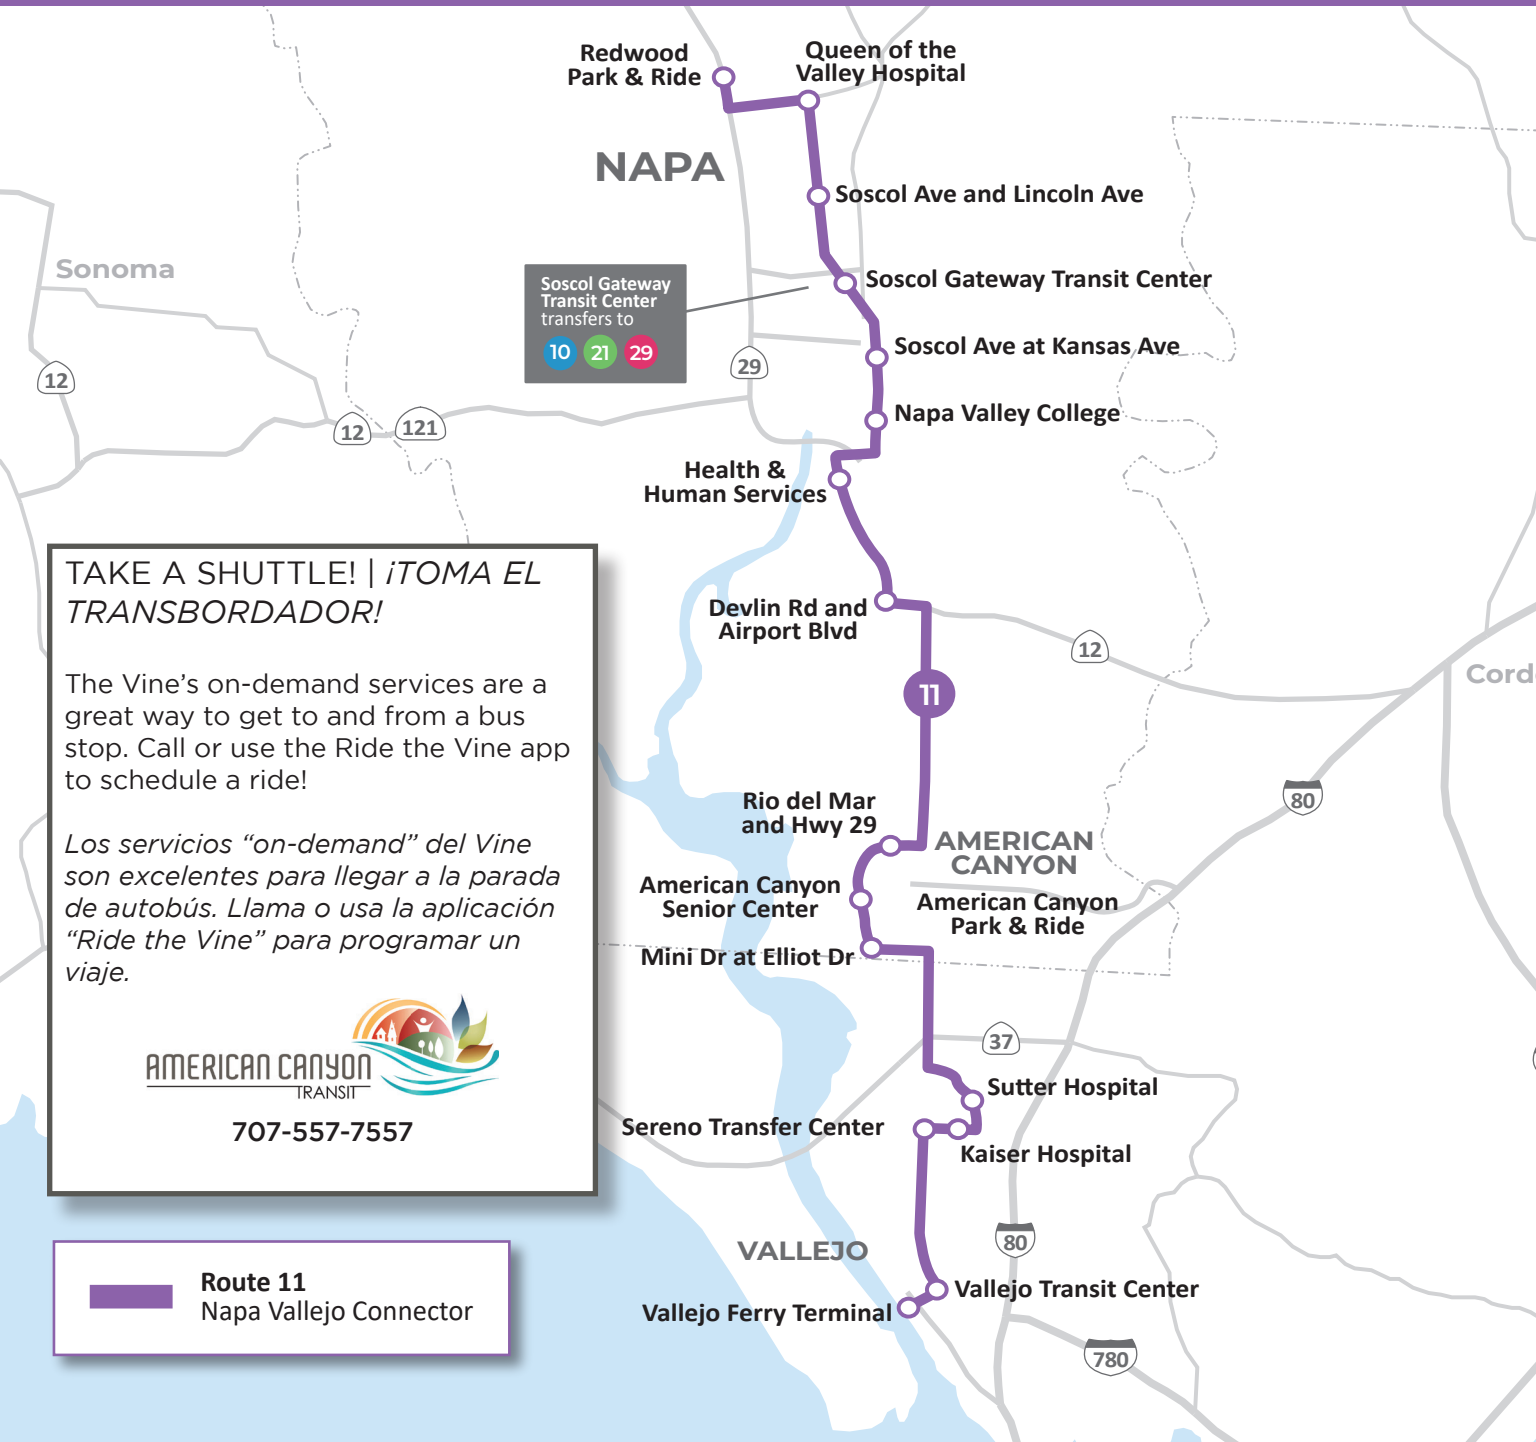 Redwood
Park & Ride
Queen of the
Valley Hospital
NAPA
Soscol Ave and Lincoln Ave
Sonoma
Soscol Gateway
Transit Center
transfers to
10 21 29
Soscol Gateway Transit Center
Soscol Ave at Kansas Ave
29
12
12
121
Napa Valley College
Health &
Human Services
TAKE A SHUTTLE! | ¡TOMA EL
TRANSBORDADOR!
The Vine’s on-demand services are a
great way to get to and from a bus
stop. Call or use the Ride the Vine app
to schedule a ride!
Los servicios “on-demand” del Vine
son excelentes para llegar a la parada
de autobús. Llama o usa la aplicación
“Ride the Vine” para programar un
viaje.
AMERICAN CANYON
TRANSIT
707-557-7557
Devlin Rd and
Airport Blvd
12
Cord
11
80
Rio del Mar
and Hwy 29
AMERICAN
CANYON
American Canyon
Senior Center
American Canyon
Park & Ride
Mini Dr at Elliot Dr
37
Sutter Hospital
Sereno Transfer Center
Kaiser Hospital
80
VALLEJO
Vallejo Transit Center
Vallejo Ferry Terminal
780
Route 11
Napa Vallejo Connector